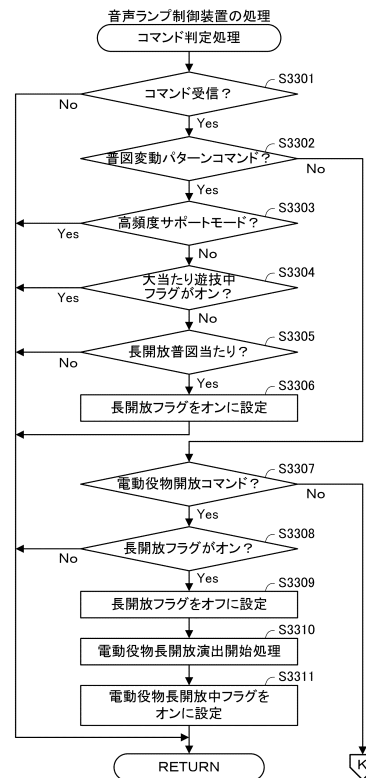 音声ランプ制御装置の処理
コマンド判定処理
S3301
コマンド受信？
No
Yes
S3302
普図変動パターンコマンド？
No
Yes
S3303
高頻度サポートモード？
Yes
No
S3304
大当たり遊技中
フラグがオン？
Yes
No
S3305
長開放普図当たり？
No
Yes
S3306
長開放フラグをオンに設定
S3307
電動役物開放コマンド？
No
Yes
S3308
長開放フラグがオン？
No
Yes
S3309
長開放フラグをオフに設定
S3310
電動役物長開放演出開始処理
S3311
電動役物長開放中フラグを
オンに設定
RETURN
K